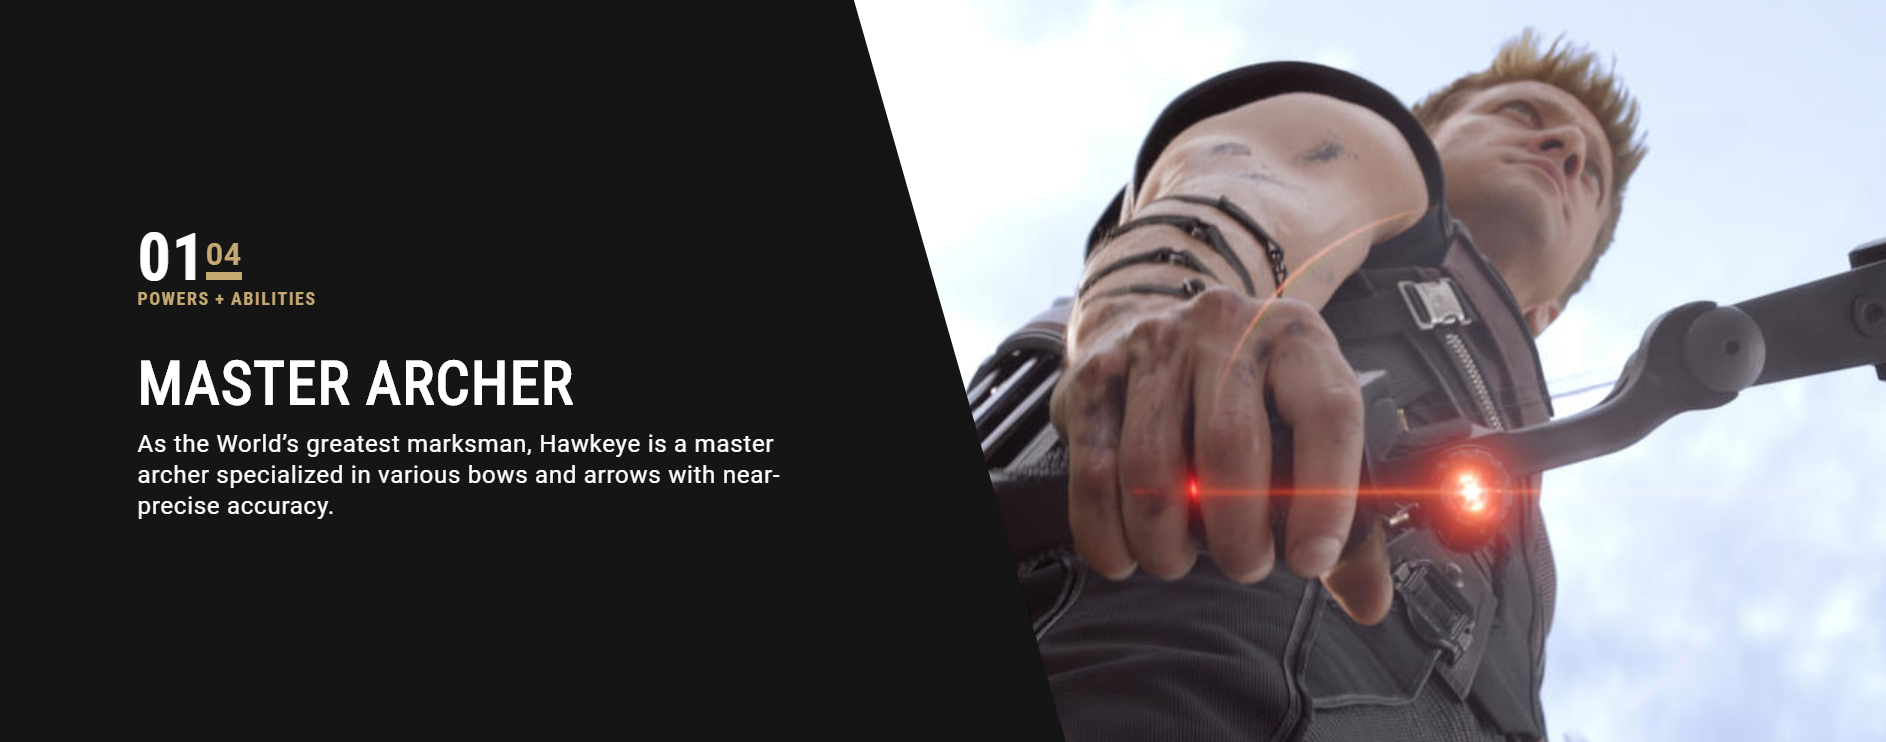 01 04
POWERS + ABILITIES
MASTER ARCHER
As the World’s greatest marksman, Hawkeye is a master
archer specialized in various bows and arrows with near-
precise accuracy.